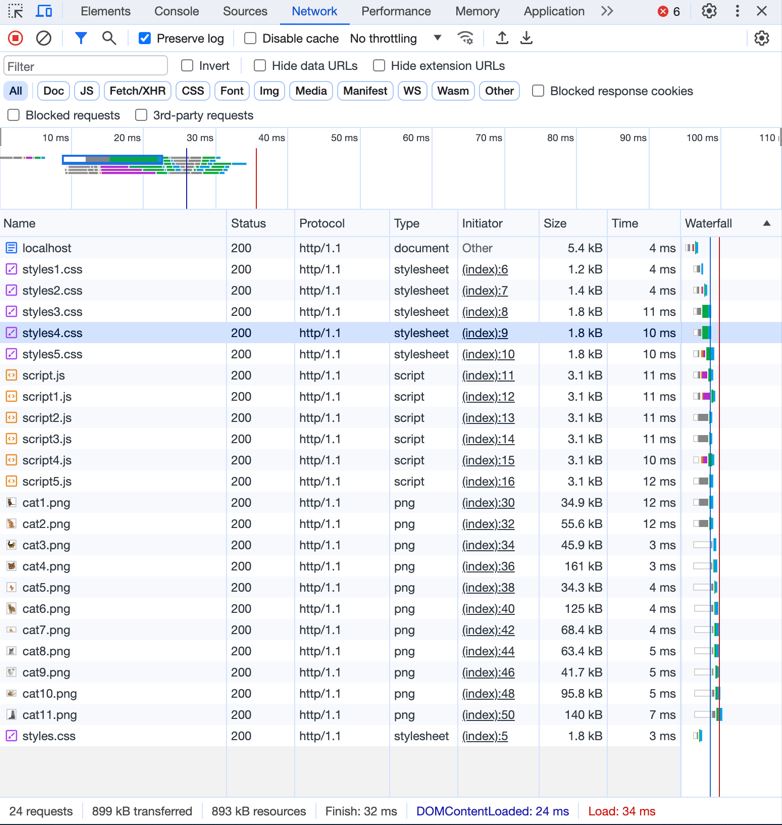 Elements Console Sources Network Performance Memory Application 6
Preserve log Disable cache No throttling
Filter Invert Hide data URLs Hide extension URLs
All Doc JS Fetch/XHR CSS Font Img Media Manifest WS Wasm Other Blocked response cookies
Blocked requests 3rd-party requests
10 ms 20 ms 30 ms 40 ms 50 ms 60 ms 70 ms 80 ms 90 ms 100 ms 110
Name Status Protocol Type Initiator Size Time Waterfall
localhost 200 http/1.1 document Other 5.4 kB 4 ms
styles1.css 200 http/1.1 stylesheet (index):6 1.2 kB 4 ms
styles2.css 200 http/1.1 stylesheet (index):7 1.4 kB 4 ms
styles3.css 200 http/1.1 stylesheet (index):8 1.8 kB 11 ms
styles4.css 200 http/1.1 stylesheet (index):9 1.8 kB 10 ms
styles5.css 200 http/1.1 stylesheet (index):10 1.8 kB 10 ms
script.js 200 http/1.1 script (index):11 3.1 kB 11 ms
script1.js 200 http/1.1 script (index):12 3.1 kB 11 ms
script2.js 200 http/1.1 script (index):13 3.1 kB 11 ms
script3.js 200 http/1.1 script (index):14 3.1 kB 11 ms
script4.js 200 http/1.1 script (index):15 3.1 kB 10 ms
script5.js 200 http/1.1 script (index):16 3.1 kB 12 ms
cat1.png 200 http/1.1 png (index):30 34.9 kB 12 ms
cat2.png 200 http/1.1 png (index):32 55.6 kB 12 ms
cat3.png 200 http/1.1 png (index):34 45.9 kB 3 ms
cat4.png 200 http/1.1 png (index):36 161 kB 3 ms
cat5.png 200 http/1.1 png (index):38 34.3 kB 4 ms
cat6.png 200 http/1.1 png (index):40 125 kB 4 ms
cat7.png 200 http/1.1 png (index):42 68.4 kB 4 ms
cat8.png 200 http/1.1 png (index):44 63.4 kB 5 ms
cat9.png 200 http/1.1 png (index):46 41.7 kB 5 ms
cat10.png 200 http/1.1 png (index):48 95.8 kB 5 ms
cat11.png 200 http/1.1 png (index):50 140 kB 7 ms
styles.css 200 http/1.1 stylesheet (index):5 1.8 kB 3 ms
24 requests 899 kB transferred 893 kB resources Finish: 32 ms DOMContentLoaded: 24 ms Load: 34 ms